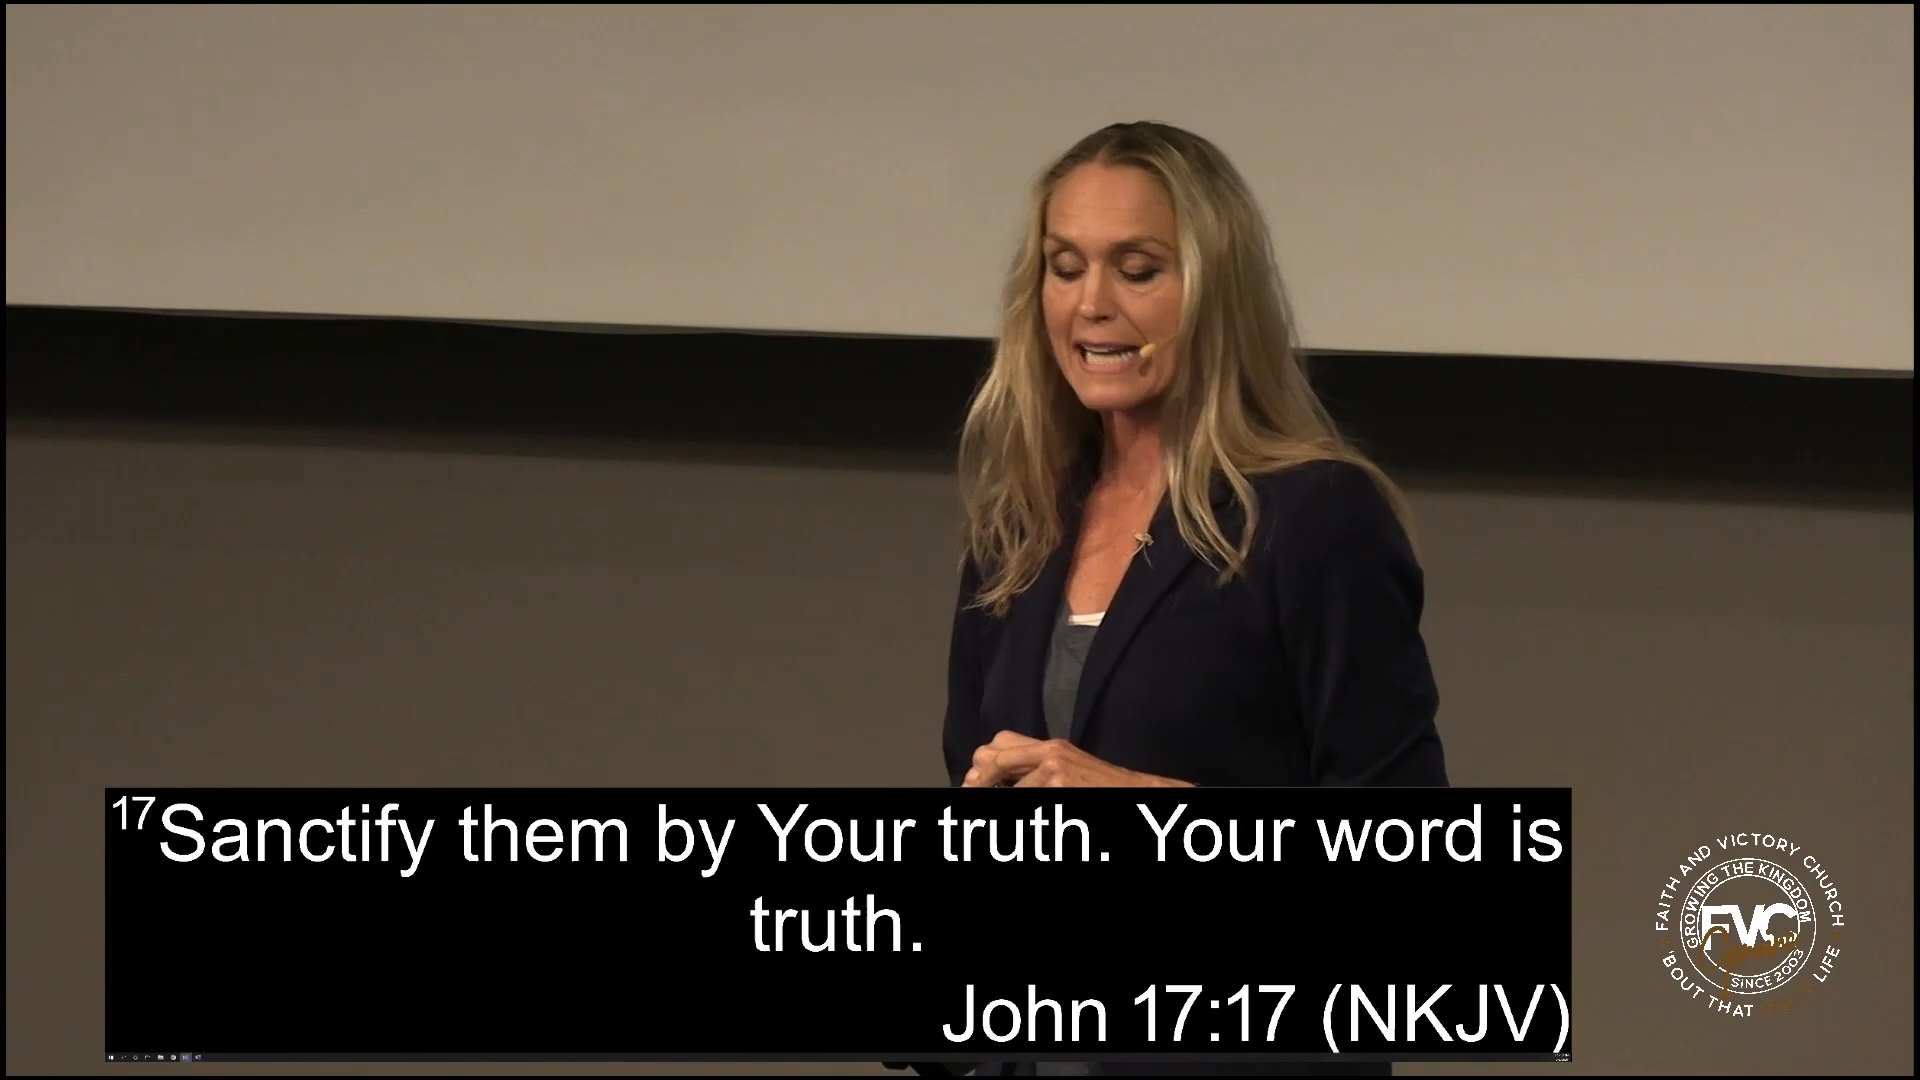 17Sanctify them by Your truth. Your word is
truth.
John 17:17 (NKJV)
FAITH AND VICTORY CHURCH
GROWING THE KINGDOM
FVC
SINCE 2003
'BOUT THAT
LIFE